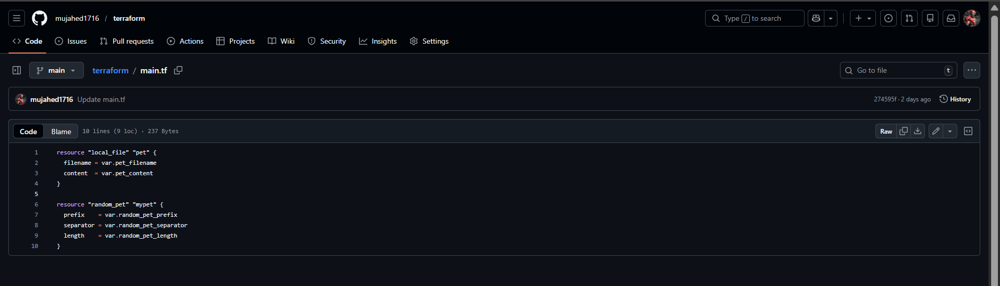 mujahed1716 / terraform
Type / to search
Code Issues Pull requests Actions Projects Wiki Security Insights Settings
main terraform / main.tf
Go to file t
mujahed1716 Update main.tf
274595f · 2 days ago History
Code Blame 10 lines (9 loc) · 237 Bytes
Raw
1 resource "local_file" "pet" {
2 filename = var.pet_filename
3 content = var.pet_content
4 }
5
6 resource "random_pet" "mypet" {
7 prefix = var.random_pet_prefix
8 separator = var.random_pet_separator
9 length = var.random_pet_length
10 }